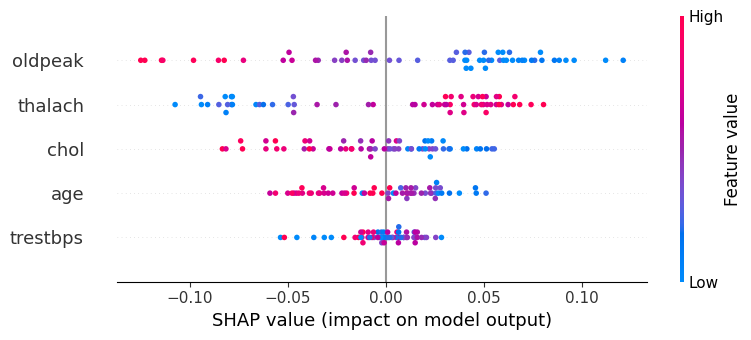 High
oldpeak
thalach
chol
age
trestbps
Feature value
Low
−0.10 −0.05 0.00 0.05 0.10
SHAP value (impact on model output)